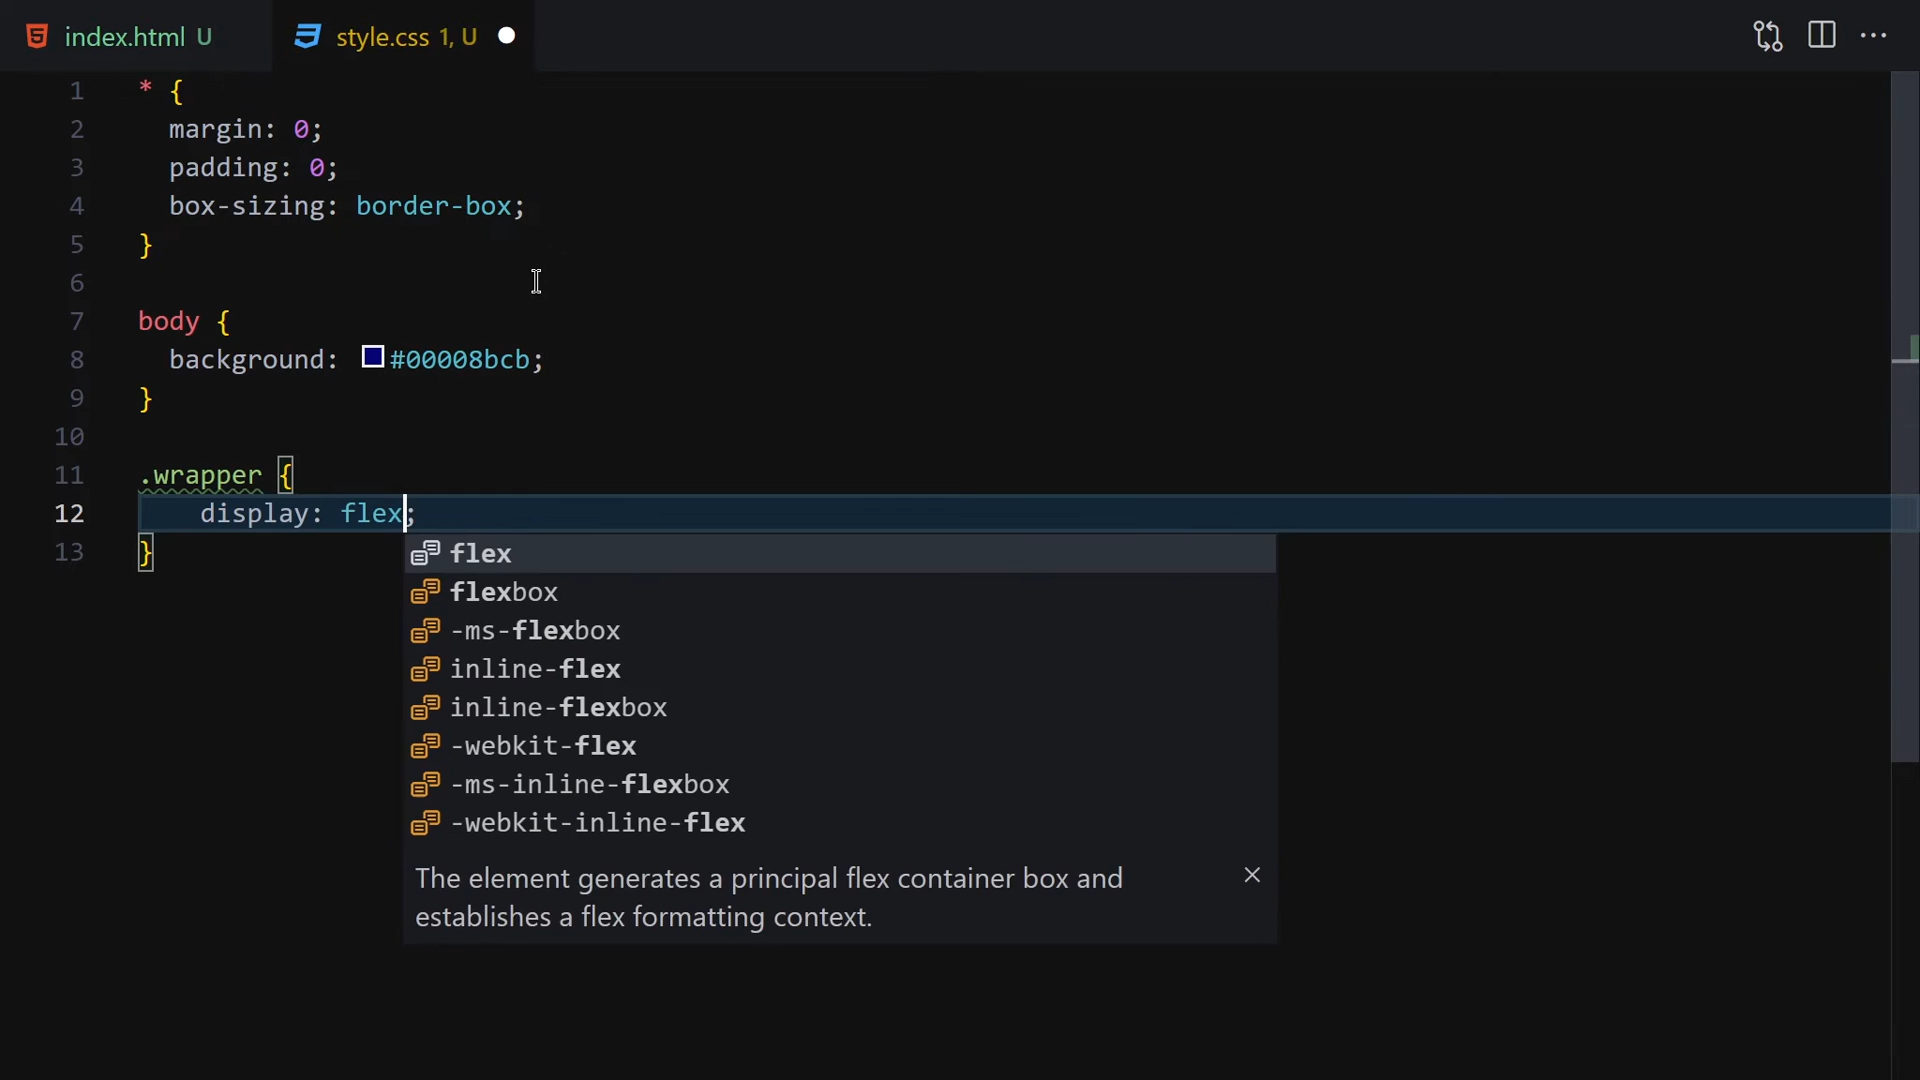 index.html U style.css 1, U
1 * {
2 margin: 0;
3 padding: 0;
4 box-sizing: border-box;
5 }
6
7 body {
8 background: #00008bcb;
9 }
10
11 .wrapper {
12 display: flex;
13 }
flex
flexbox
-ms-flexbox
inline-flex
inline-flexbox
-webkit-flex
-ms-inline-flexbox
-webkit-inline-flex
The element generates a principal flex container box and
establishes a flex formatting context.